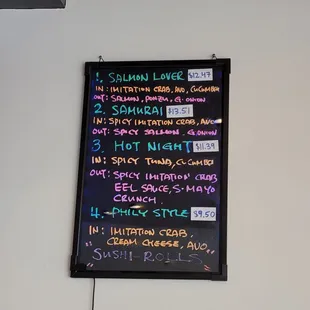 1. SALMON LOVER $12.47
IN: IMITATION CRAB, AVO, CUCUMBER
OUT: SALMON, PONZU, G.ONION
2. SAMURAI $13.51
IN: SPICY IMITATION CRAB, AVO
OUT: SPICY SALMON, G.ONION
3. HOT NIGHT $11.39
IN: SPICY TUNA, CUCUMBER
OUT: SPICY IMITATION CRAB
EEL SAUCE, S-MAYO
CRUNCH.
4. PHILY STYLE $9.50
IN: IMITATION CRAB,
CREAM CHEESE, AVO,
"SUSHI-ROLLS"